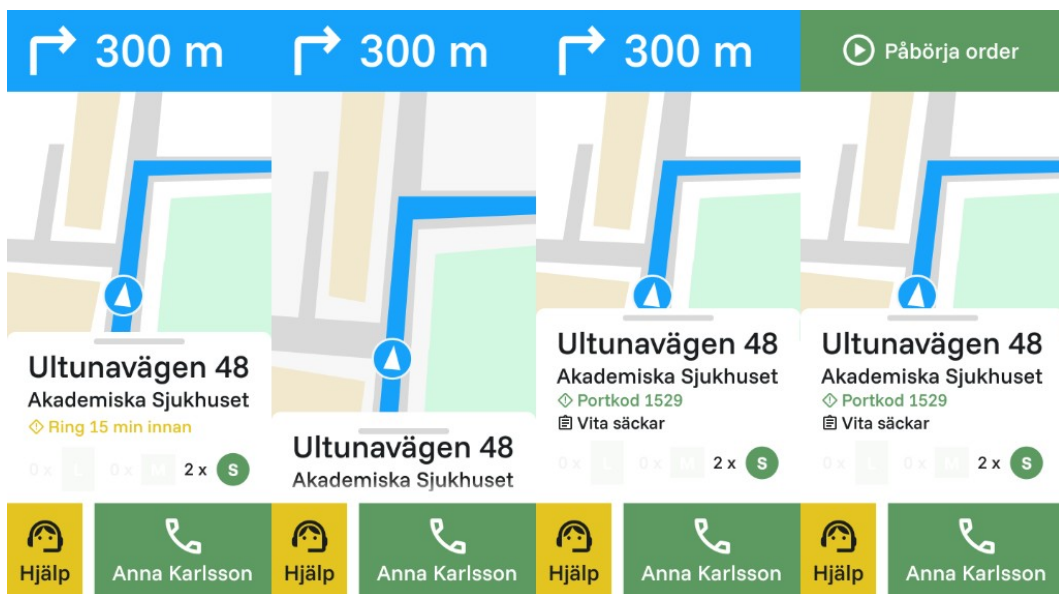 300 m
Ultunavägen 48
Akademiska Sjukhuset
Ring 15 min innan
0 x L 0 x M 2 x S
Hjälp
Anna Karlsson
300 m
Ultunavägen 48
Akademiska Sjukhuset
Hjälp
Anna Karlsson
300 m
Ultunavägen 48
Akademiska Sjukhuset
Portkod 1529
Vita säckar
0 x L 0 x M 2 x S
Hjälp
Anna Karlsson
Påbörja order
Ultunavägen 48
Akademiska Sjukhuset
Portkod 1529
Vita säckar
0 x L 0 x M 2 x S
Hjälp
Anna Karlsson